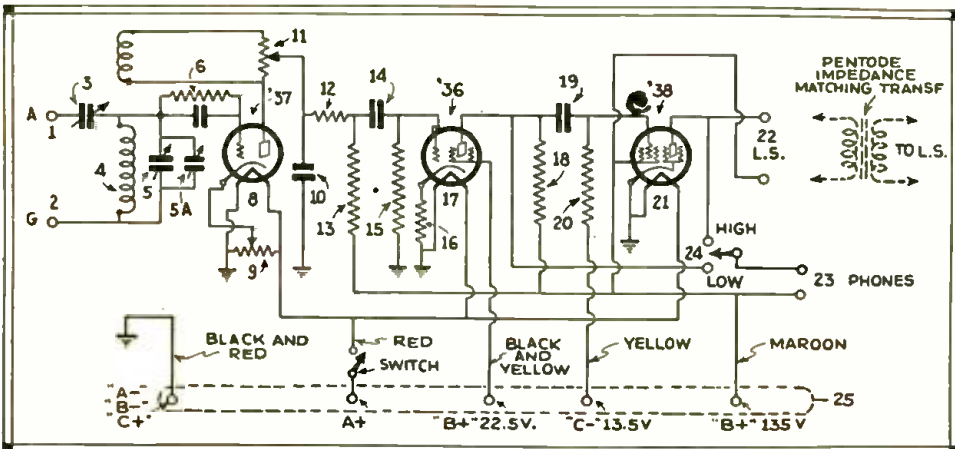 11
3
6
'57
14
'36
19
'38
PENTODE
IMPEDANCE
MATCHING TRANSF
A
1
12
22
L.S.
TO L.S.
4
5
5A
8
10
17
18
21
G
2
9
13
15
16
20
HIGH
24
LOW
23 PHONES
BLACK AND
RED
RED
SWITCH
BLACK
AND
YELLOW
YELLOW
MAROON
"A-"
"B-"
"C+"
A+
"B+" 22.5V.
"C-" 13.5V
"B+" 135V
25